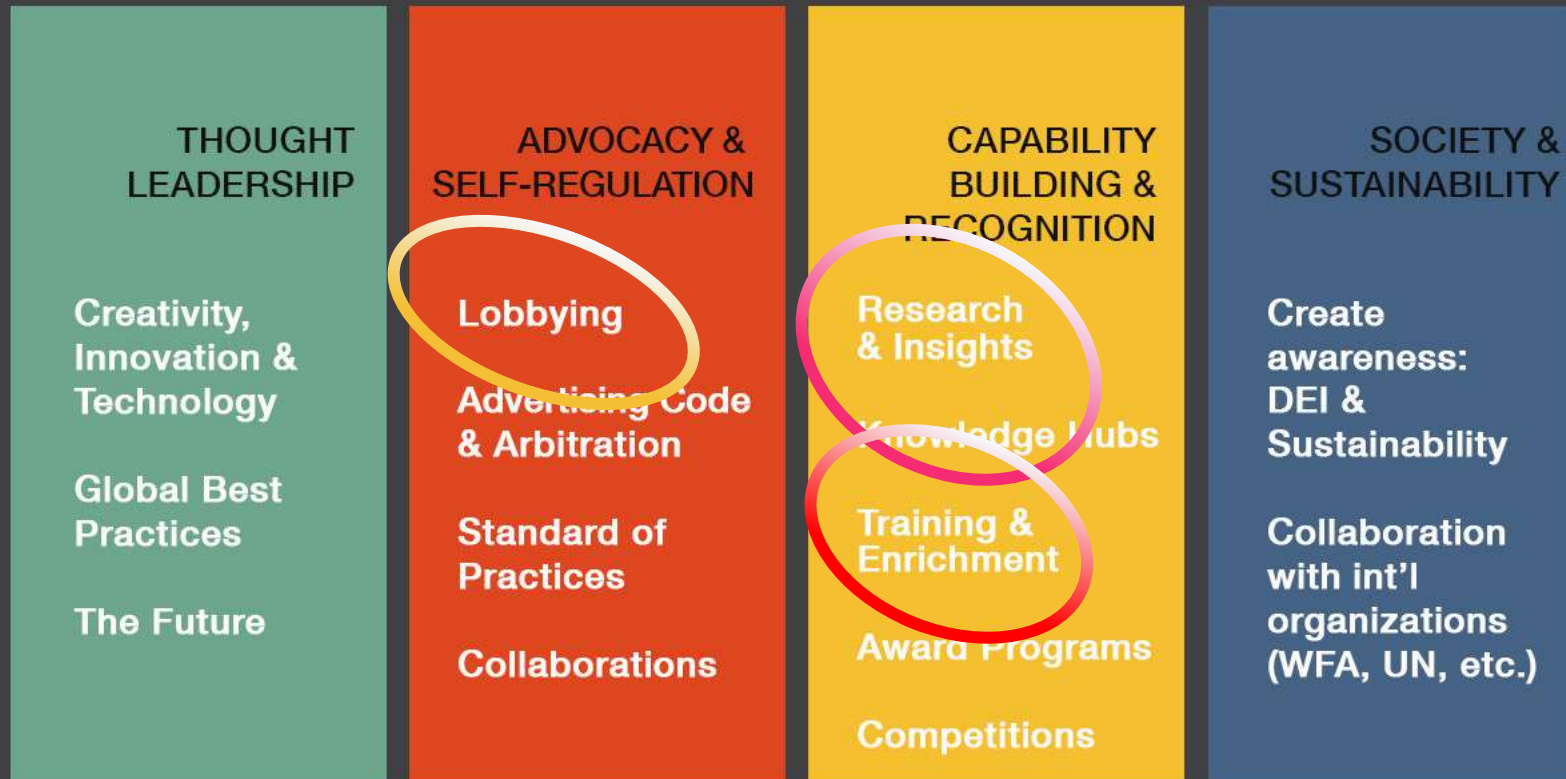 THOUGHT
LEADERSHIP
Creativity,
Innovation &
Technology
Global Best
Practices
The Future
ADVOCACY &
SELF-REGULATION
Lobbying
Advertising Code
& Arbitration
Standard of
Practices
Collaborations
CAPABILITY
BUILDING &
RECOGNITION
Research
& Insights
Knowledge Hubs
Training &
Enrichment
Award Programs
Competitions
SOCIETY &
SUSTAINABILITY
Create
awareness:
DEI &
Sustainability
Collaboration
with int'l
organizations
(WFA, UN, etc.)